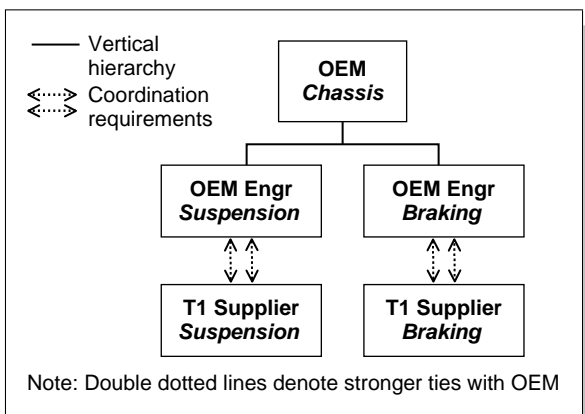 Vertical
hierarchy
Coordination
requirements
OEM
Chassis
OEM Engr
Suspension
OEM Engr
Braking
T1 Supplier
Suspension
T1 Supplier
Braking
Note: Double dotted lines denote stronger ties with OEM